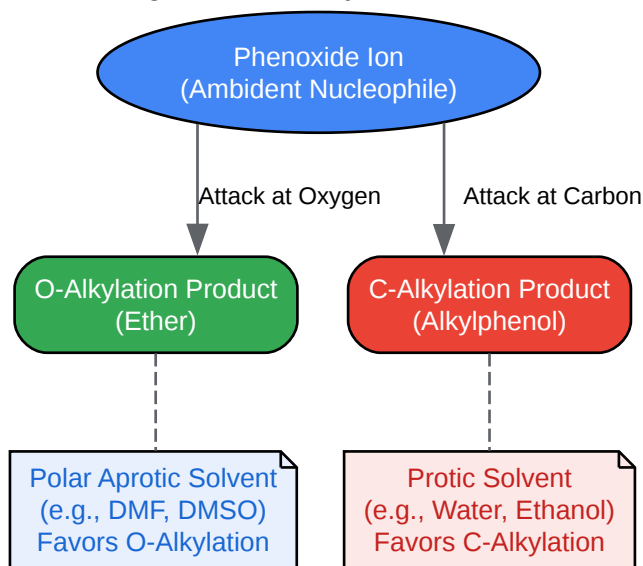 Phenoxide Ion
(Ambident Nucleophile)
Attack at Oxygen
Attack at Carbon
O-Alkylation Product
(Ether)
C-Alkylation Product
(Alkylphenol)
Polar Aprotic Solvent
(e.g., DMF, DMSO)
Favors O-Alkylation
Protic Solvent
(e.g., Water, Ethanol)
Favors C-Alkylation